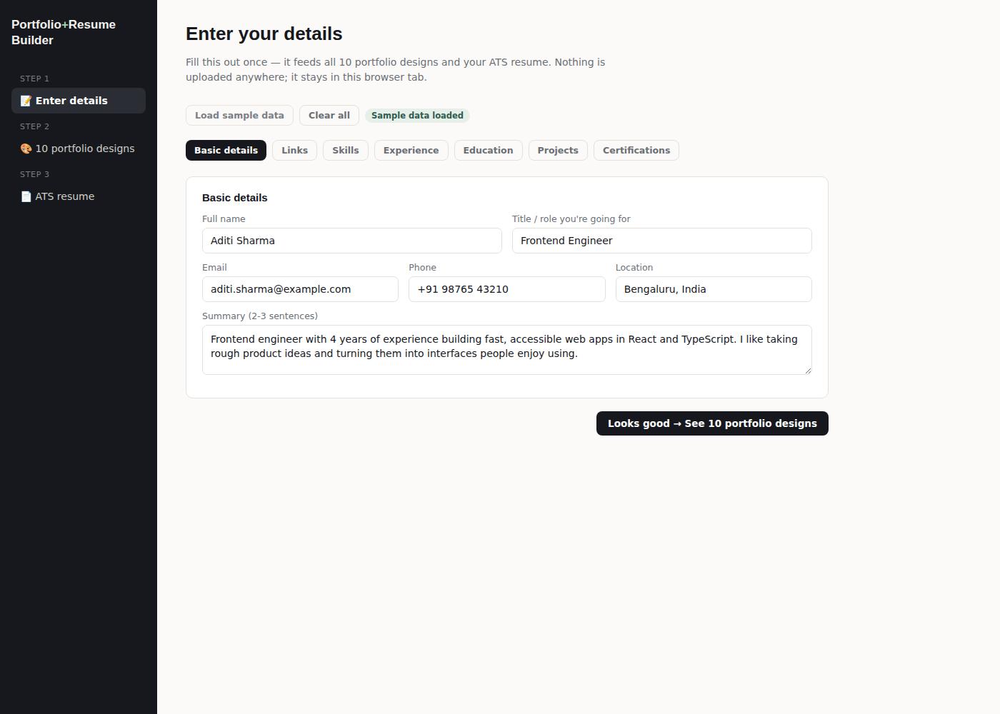 Portfolio+Resume
Builder
STEP 1
📝 Enter details
STEP 2
🎨 10 portfolio designs
STEP 3
📄 ATS resume
Enter your details
Fill this out once — it feeds all 10 portfolio designs and your ATS resume. Nothing is
uploaded anywhere; it stays in this browser tab.
Load sample data Clear all Sample data loaded
Basic details Links Skills Experience Education Projects Certifications
Basic details
Full name Title / role you're going for
Aditi Sharma Frontend Engineer
Email Phone Location
aditi.sharma@example.com +91 98765 43210 Bengaluru, India
Summary (2-3 sentences)
Frontend engineer with 4 years of experience building fast, accessible web apps in React and TypeScript. I like taking
rough product ideas and turning them into interfaces people enjoy using.
Looks good → See 10 portfolio designs